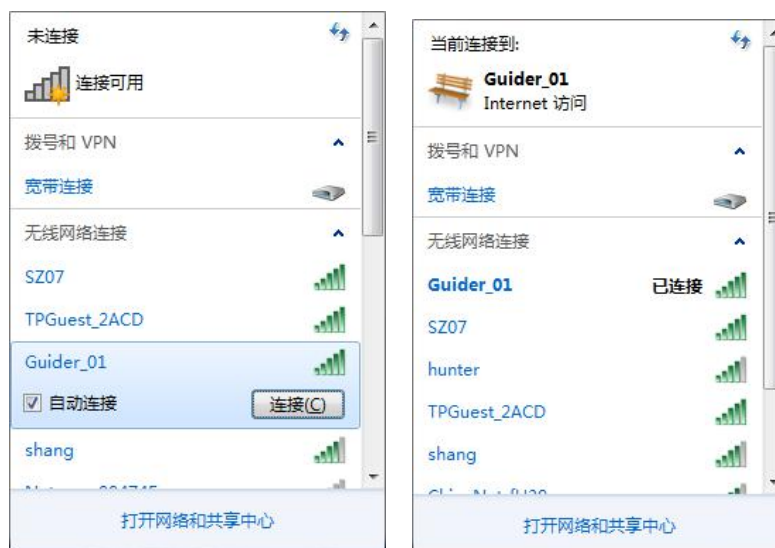 未连接
连接可用
拨号和 VPN
宽带连接
无线网络连接
SZ07
TPGuest_2ACD
Guider_01
自动连接
连接(C)
shang
打开网络和共享中心
当前连接到:
Guider_01
Internet 访问
拨号和 VPN
宽带连接
无线网络连接
Guider_01 已连接
SZ07
hunter
TPGuest_2ACD
shang
打开网络和共享中心